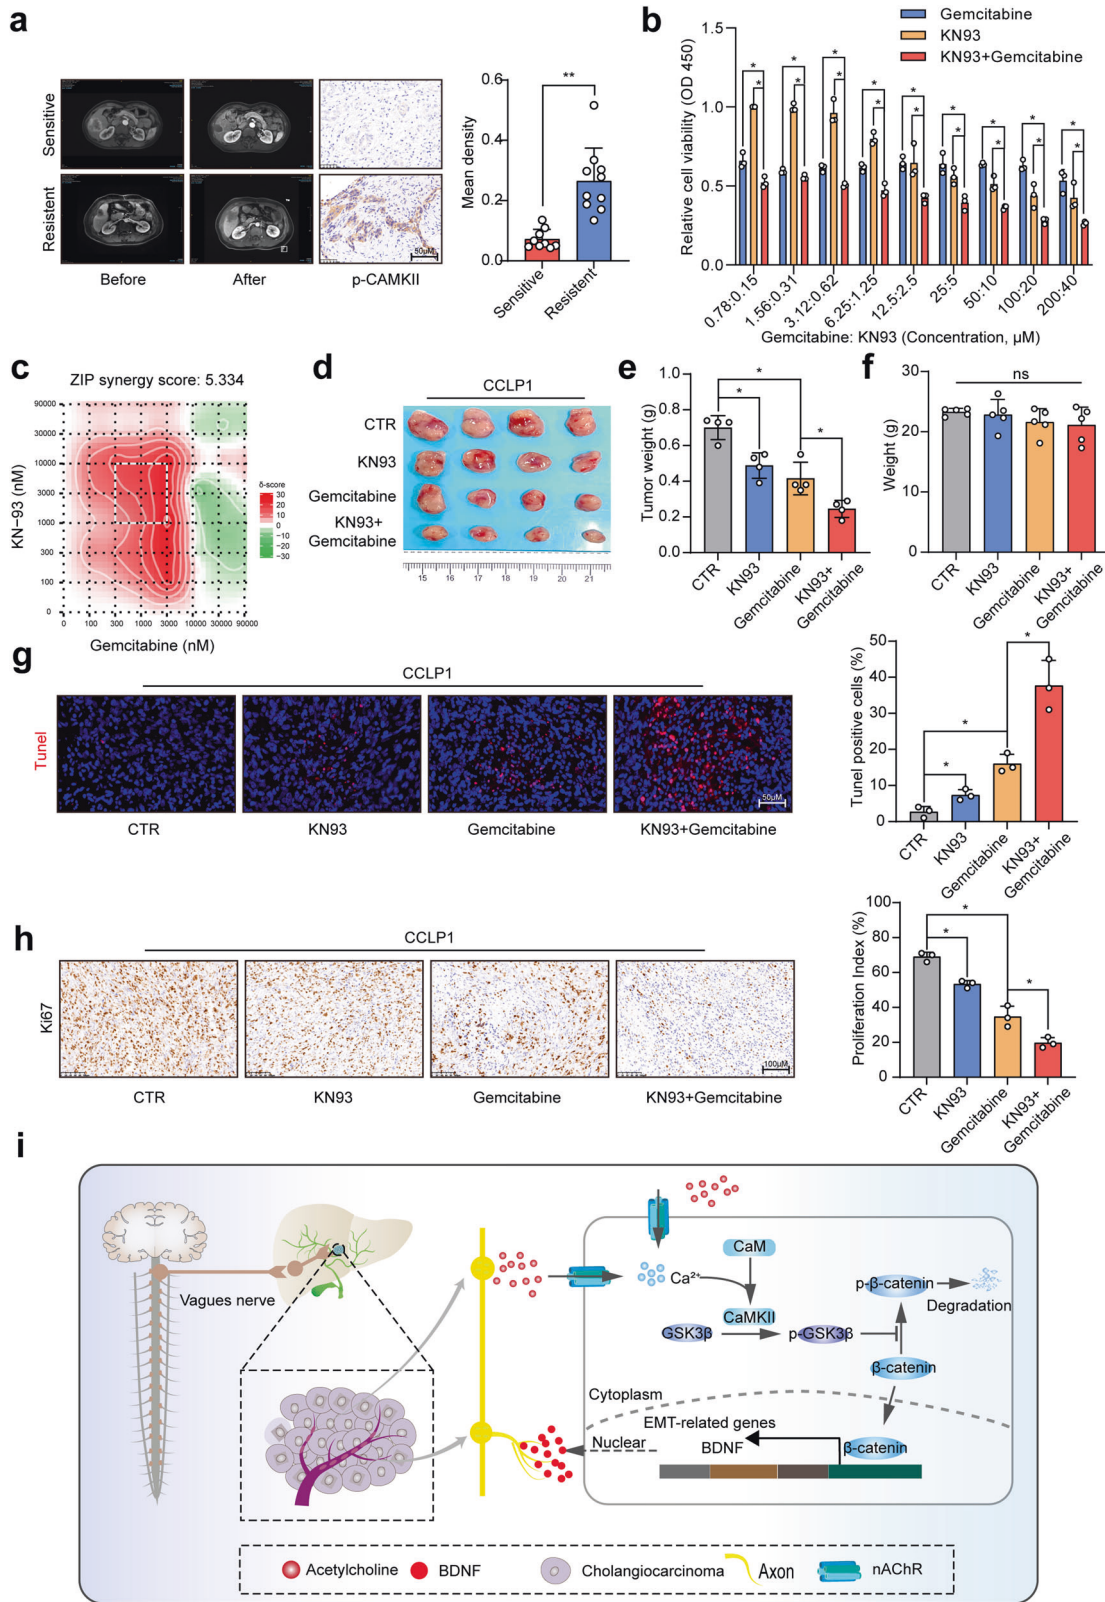 a
Sensitive
Resistent
Before
After
p-CAMKII
50μM
Mean density
0.6
0.4
0.2
0.0
**
Sensitive
Resistent
b
Gemcitabine
KN93
KN93+Gemcitabine
Relative cell viability (OD 450)
1.5
1.0
0.5
0.0
* * * * * * * * *
* * * * * * * * *
0.78:0.15
1.56:0.31
3.12:0.62
6.25:1.25
12.5:2.5
25:5
50:10
100:20
200:40
Gemcitabine: KN93 (Concentration, μM)
c
ZIP synergy score: 5.334
KN−93 (nM)
90000
30000
10000
3000
1000
300
100
0
0 100 300 1000 3000 10000 30000 90000
Gemcitabine (nM)
δ-score
30
20
10
0
−10
−20
−30
d
CCLP1
CTR
KN93
Gemcitabine
KN93+
Gemcitabine
15 16 17 18 19 20 21
e
Tumor weight (g)
1.0
0.8
0.6
0.4
0.2
0.0
*
*
*
CTR
KN93
Gemcitabine
KN93+
Gemcitabine
f
Weight (g)
30
20
10
0
ns
CTR
KN93
Gemcitabine
KN93+
Gemcitabine
g
CCLP1
Tunel
50μM
CTR
KN93
Gemcitabine
KN93+Gemcitabine
Tunel positive cells (%)
50
40
30
20
10
0
*
*
*
CTR
KN93
Gemcitabine
KN93+
Gemcitabine
h
CCLP1
Ki67
100μM
CTR
KN93
Gemcitabine
KN93+Gemcitabine
Proliferation Index (%)
100
80
60
40
20
0
*
*
*
CTR
KN93
Gemcitabine
KN93+
Gemcitabine
i
Vagues nerve
CaM
Ca²⁺
CaMKII
GSK3β
p-GSK3β
p-β-catenin
Degradation
β-catenin
Cytoplasm
EMT-related genes
Nuclear
BDNF
β-catenin
Acetylcholine
BDNF
Cholangiocarcinoma
Axon
nAChR